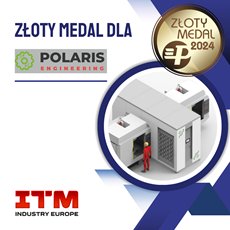 ZŁOTY MEDAL DLA
ZŁOTY
MEDAL
2024
POLARIS
ENGINEERING
ITM
INDUSTRY EUROPE